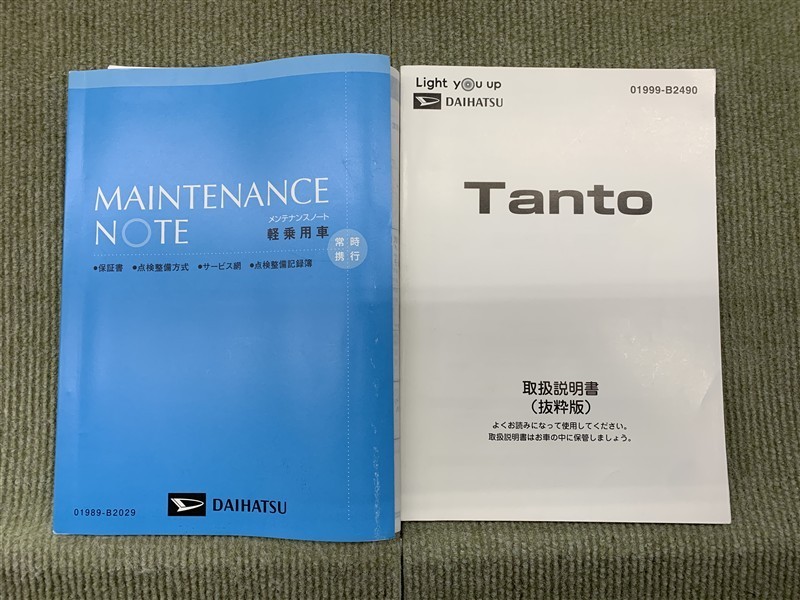 MAINTENANCE
NOTE
メンテナンスノート
軽乗用車
常時
携行
●保証書 ●点検整備方式 ●サービス網 ●点検整備記録簿
01989-B2029
DAIHATSU
Light you up
DAIHATSU
01999-B2490
Tanto
取扱説明書
（抜粋版）
よくお読みになって使用してください。
取扱説明書はお車の中に保管しましょう。